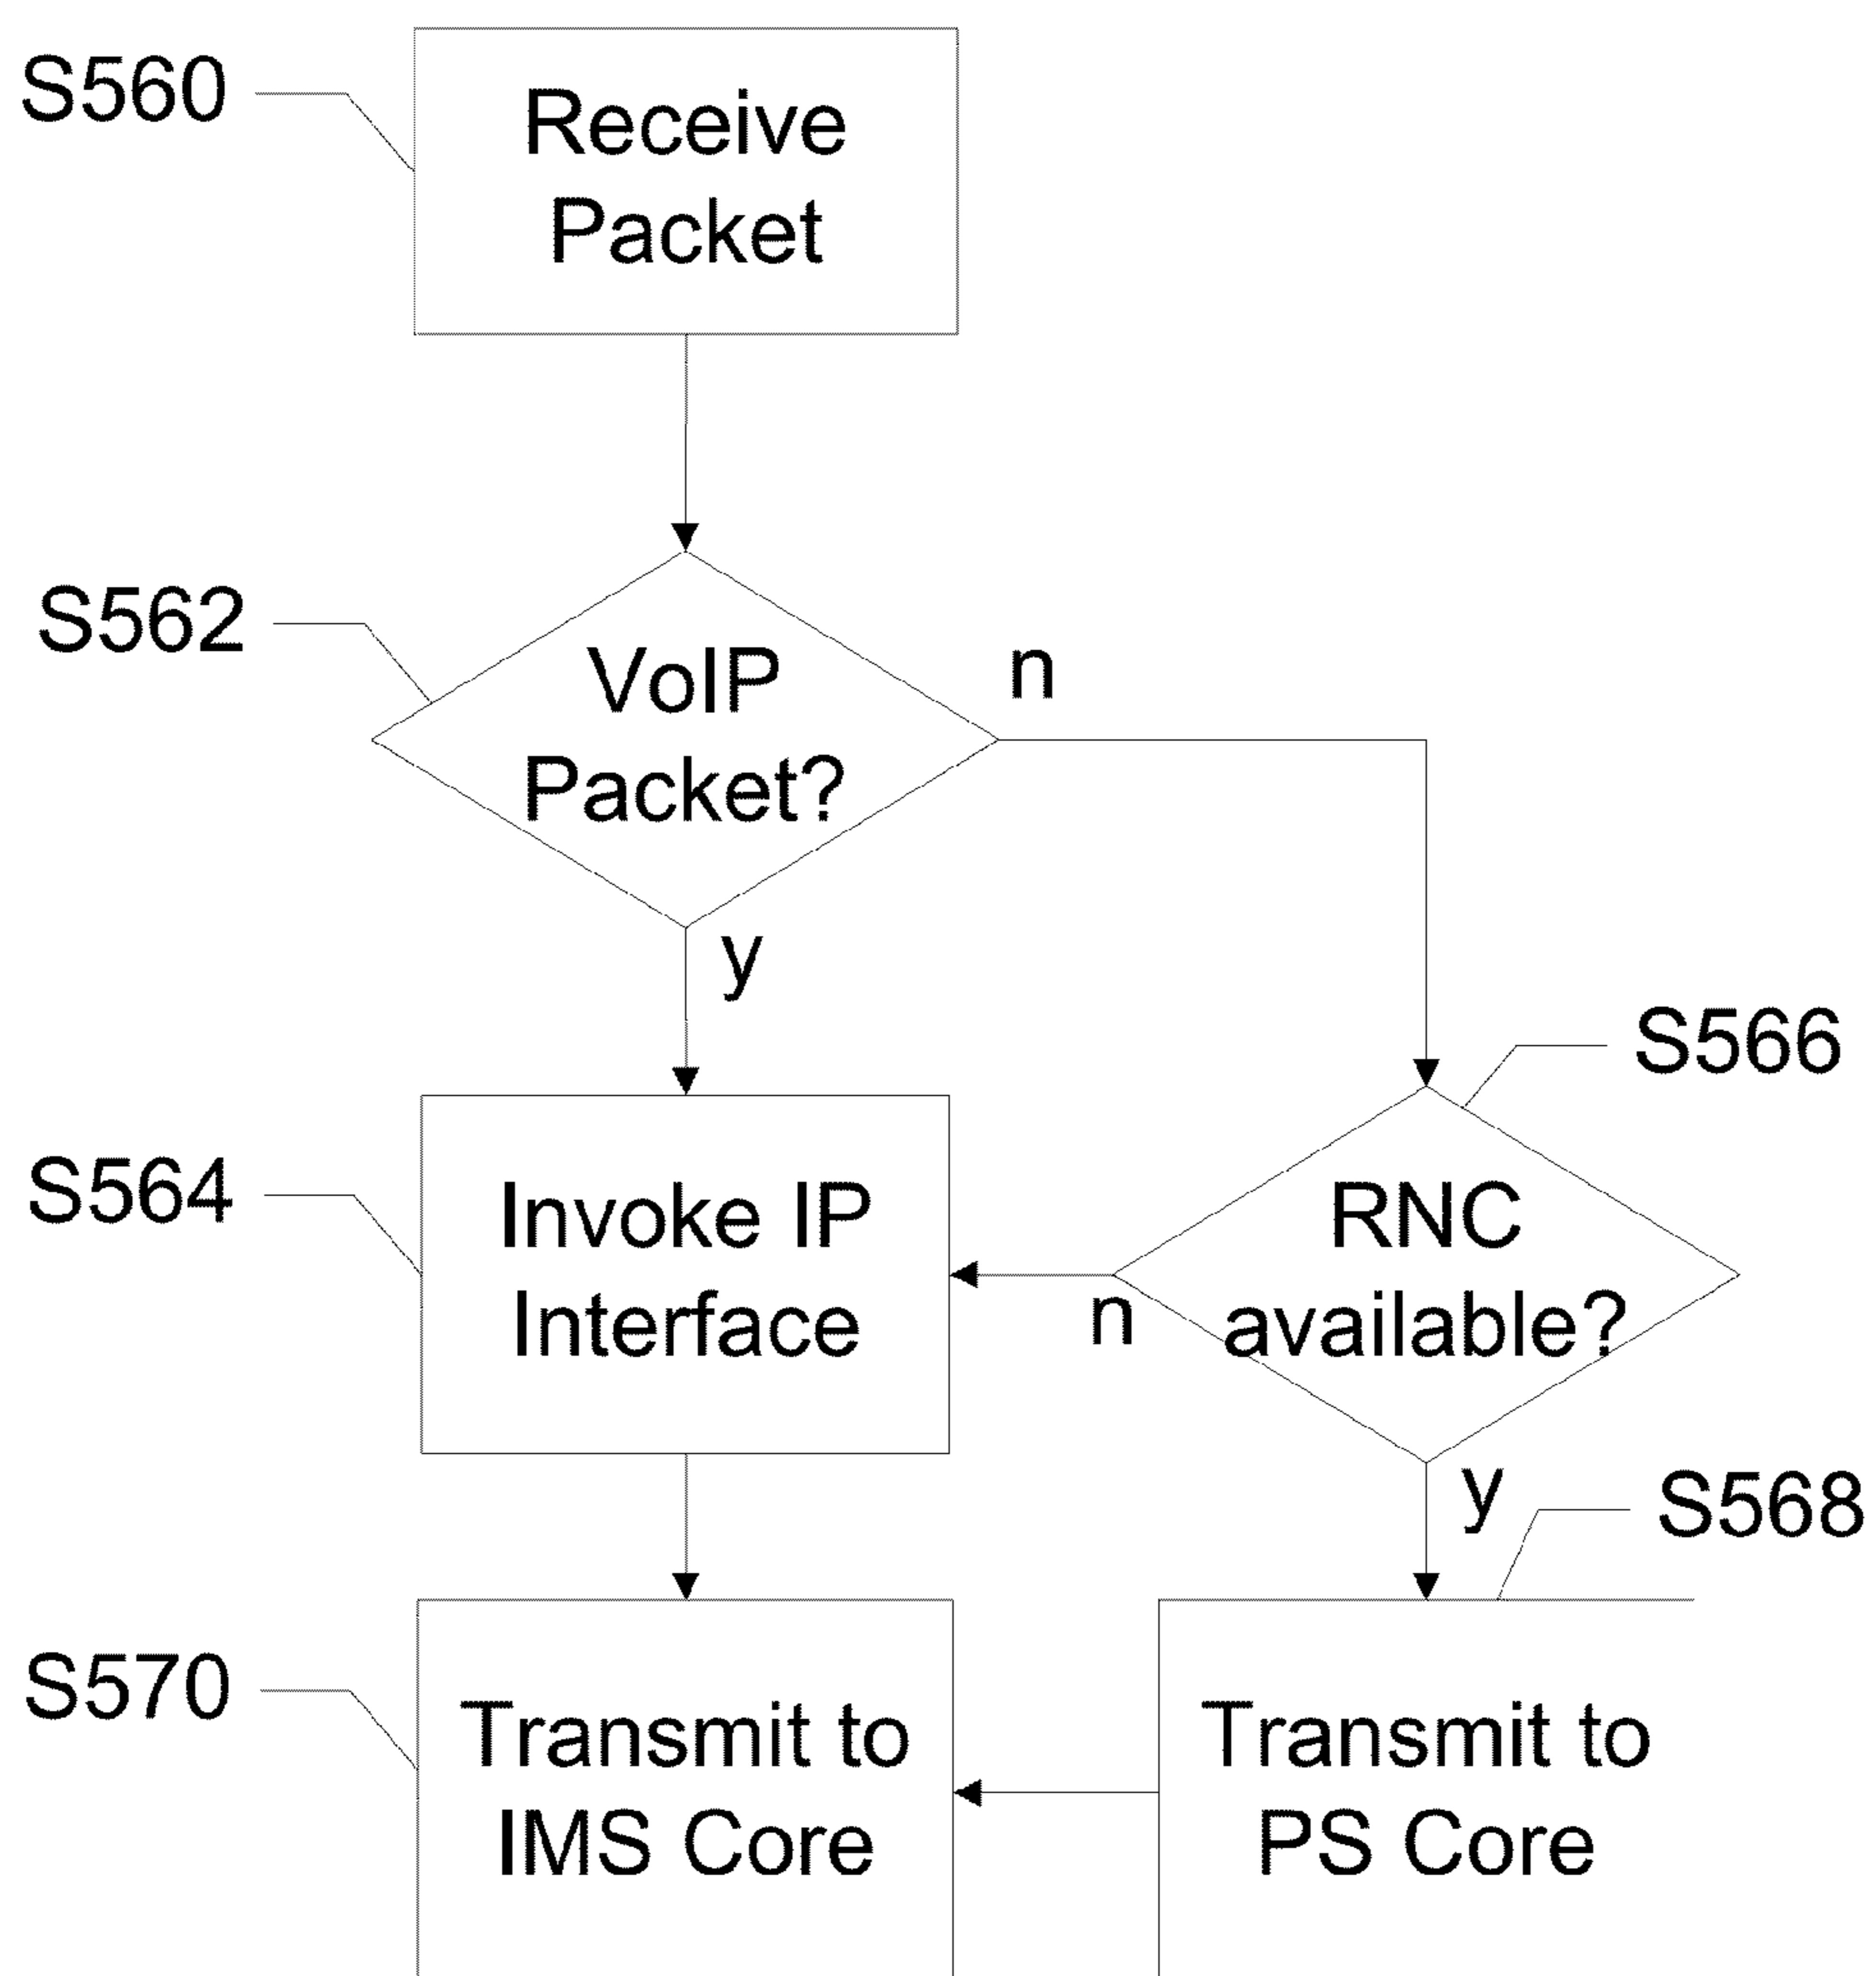 S560
Receive
Packet
S562
VoIP
Packet?
n
y
S566
S564
Invoke IP
Interface
RNC
available?
n
y
S568
S570
Transmit to
IMS Core
Transmit to
PS Core